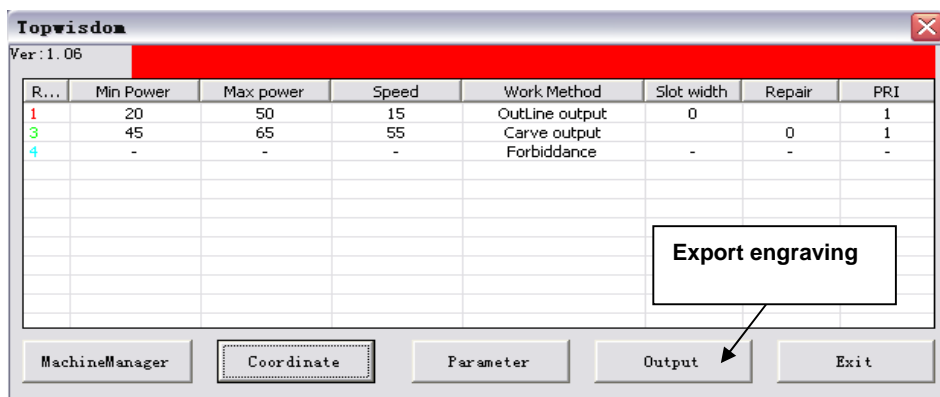 Topwisdom
Ver:1.06
R... Min Power Max power Speed Work Method Slot width Repair PRI
1 20 50 15 OutLine output 0 1
3 45 65 55 Carve output 0 1
4 - - - Forbiddance - - -
Export engraving
MachineManager Coordinate Parameter Output Exit